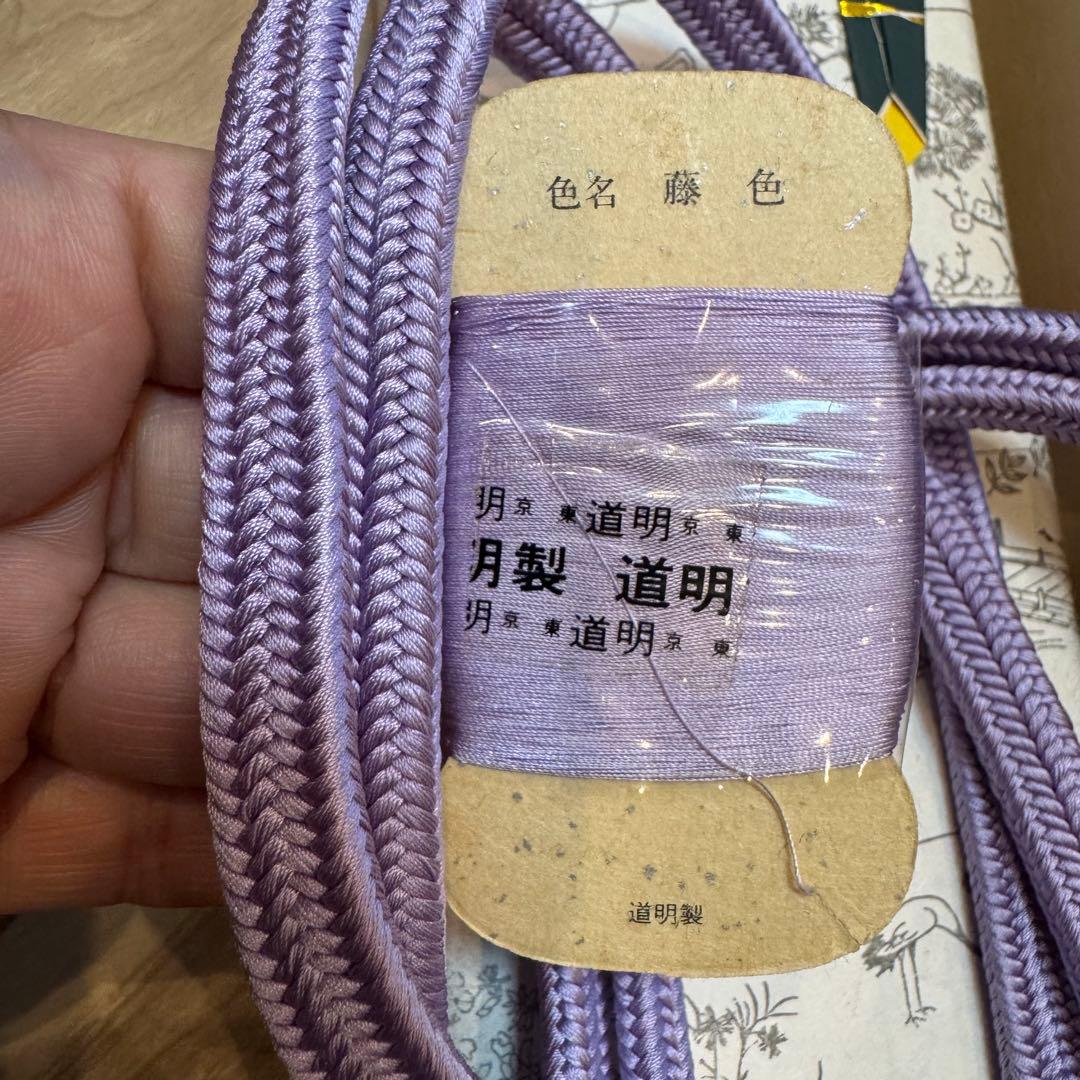 色名 藤色
明京 東道明京 東
明製 道明
明京 東道明京 東
道明製